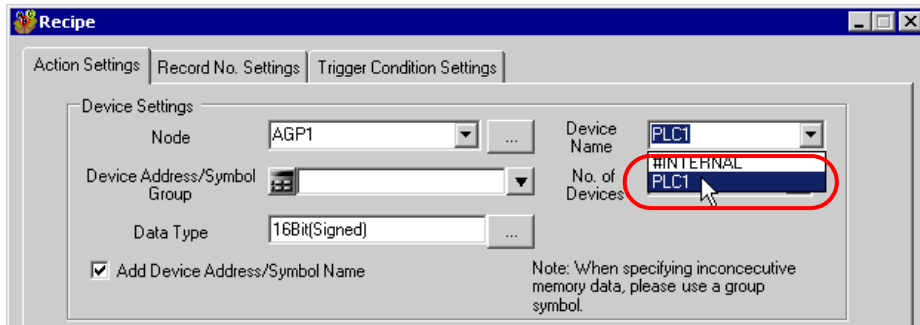 Recipe
Action Settings Record No. Settings Trigger Condition Settings
Device Settings
Node AGP1 ... Device Name PLC1
#INTERNAL
PLC1
Device Address/Symbol Group No. of Devices
Data Type 16Bit(Signed) ...
Add Device Address/Symbol Name
Note: When specifying inconcecutive
memory data, please use a group
symbol.